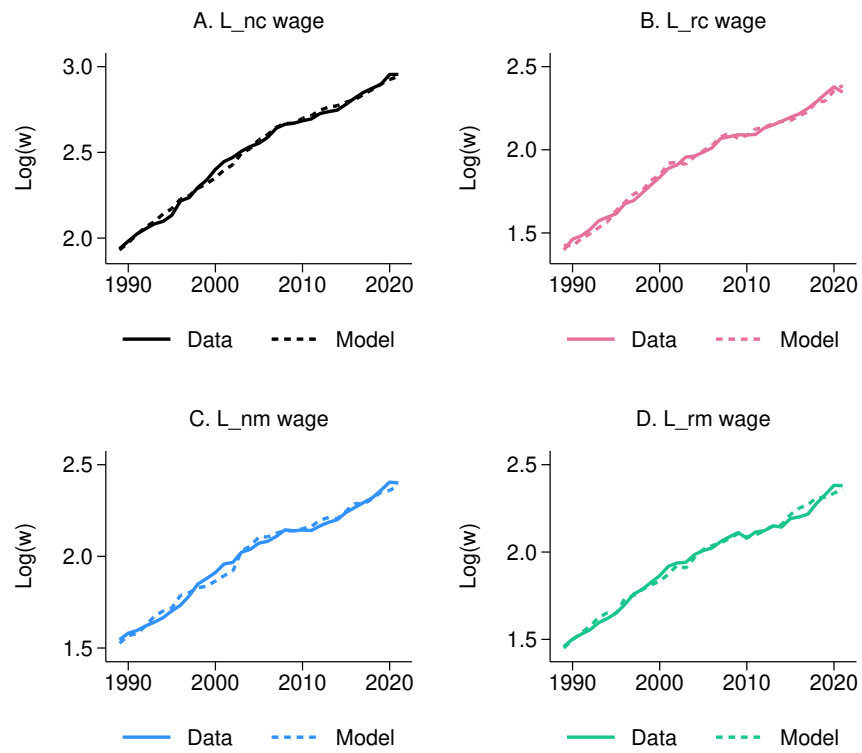 A. L_nc wage
Log(w)
3.0
2.5
2.0
1990 2000 2010 2020
Data Model
B. L_rc wage
Log(w)
2.5
2.0
1.5
1990 2000 2010 2020
Data Model
C. L_nm wage
Log(w)
2.5
2.0
1.5
1990 2000 2010 2020
Data Model
D. L_rm wage
Log(w)
2.5
2.0
1.5
1990 2000 2010 2020
Data Model